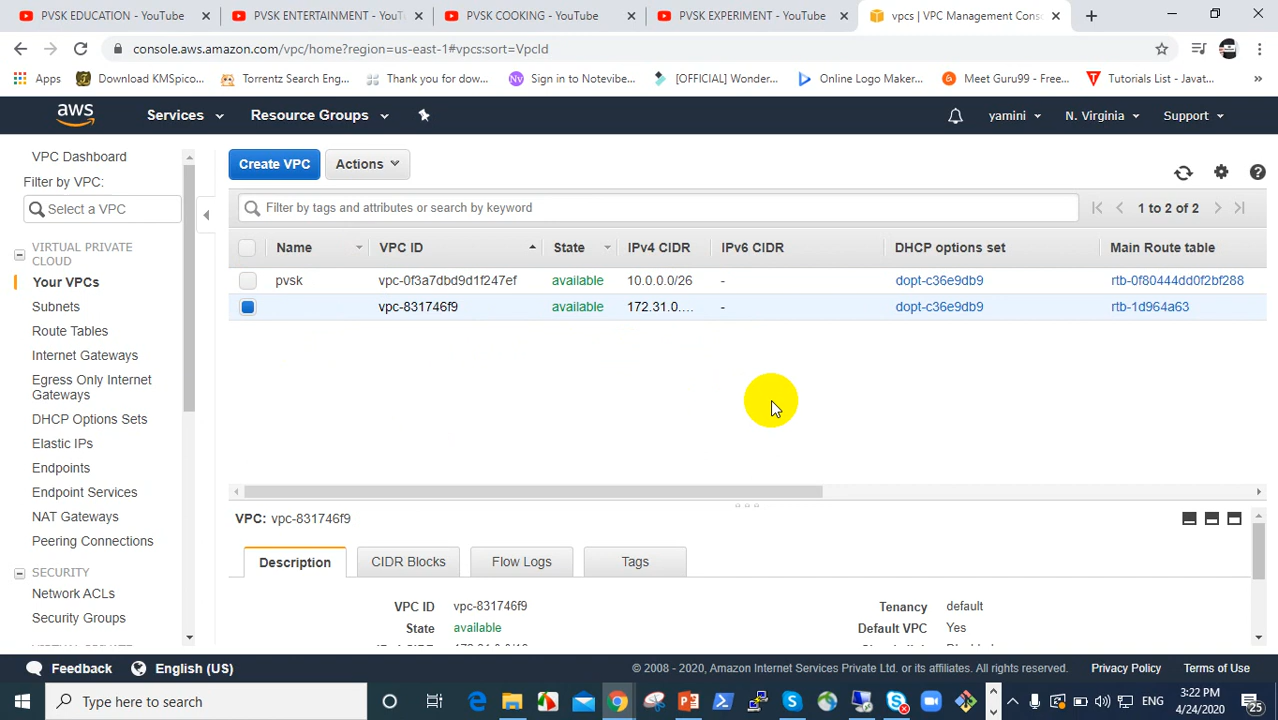 PVSK EDUCATION - YouTube
PVSK ENTERTAINMENT - YouT
PVSK COOKING - YouTube
PVSK EXPERIMENT - YouTube
vpcs | VPC Management Conso
console.aws.amazon.com/vpc/home?region=us-east-1#vpcs:sort=VpcId
Apps
Download KMSpico...
Torrentz Search Eng...
Thank you for dow...
Sign in to Notevibe...
[OFFICIAL] Wonder...
Online Logo Maker...
Meet Guru99 - Free...
Tutorials List - Javat...
aws
Services
Resource Groups
yamini
N. Virginia
Support
VPC Dashboard
Filter by VPC:
Select a VPC
VIRTUAL PRIVATE
CLOUD
Your VPCs
Subnets
Route Tables
Internet Gateways
Egress Only Internet
Gateways
DHCP Options Sets
Elastic IPs
Endpoints
Endpoint Services
NAT Gateways
Peering Connections
SECURITY
Network ACLs
Security Groups
Create VPC
Actions
Filter by tags and attributes or search by keyword
1 to 2 of 2
Name VPC ID State IPv4 CIDR IPv6 CIDR DHCP options set Main Route table
pvsk vpc-0f3a7dbd9d1f247ef available 10.0.0.0/26 - dopt-c36e9db9 rtb-0f80444dd0f2bf288
vpc-831746f9 available 172.31.0.... - dopt-c36e9db9 rtb-1d964a63
VPC: vpc-831746f9
Description
CIDR Blocks
Flow Logs
Tags
VPC ID vpc-831746f9
Tenancy default
State available
Default VPC Yes
Feedback
English (US)
© 2008 - 2020, Amazon Internet Services Private Ltd. or its affiliates. All rights reserved.
Privacy Policy
Terms of Use
Type here to search
ENG
3:22 PM
4/24/2020
25